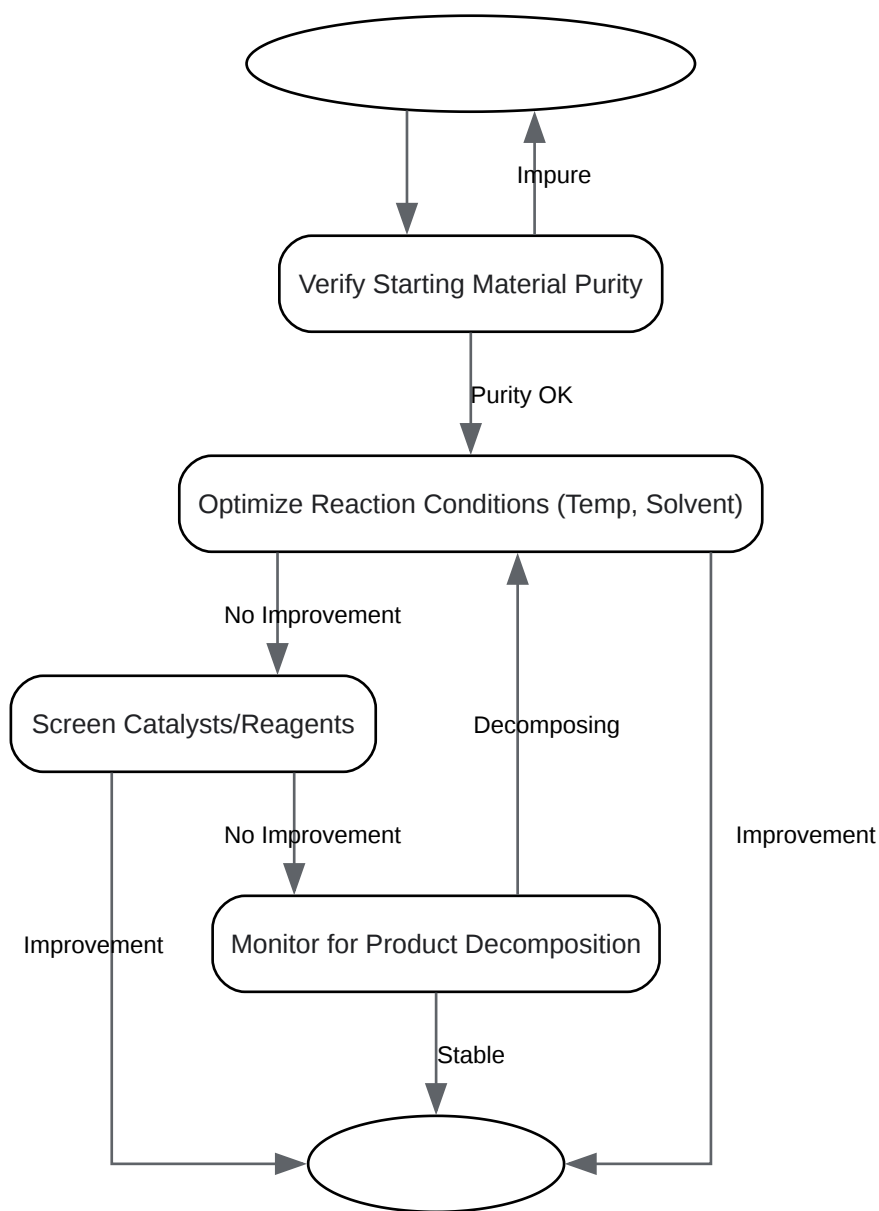 Impure
Verify Starting Material Purity
Purity OK
Optimize Reaction Conditions (Temp, Solvent)
No Improvement
Screen Catalysts/Reagents
Decomposing
No Improvement
Improvement
Improvement
Monitor for Product Decomposition
Stable